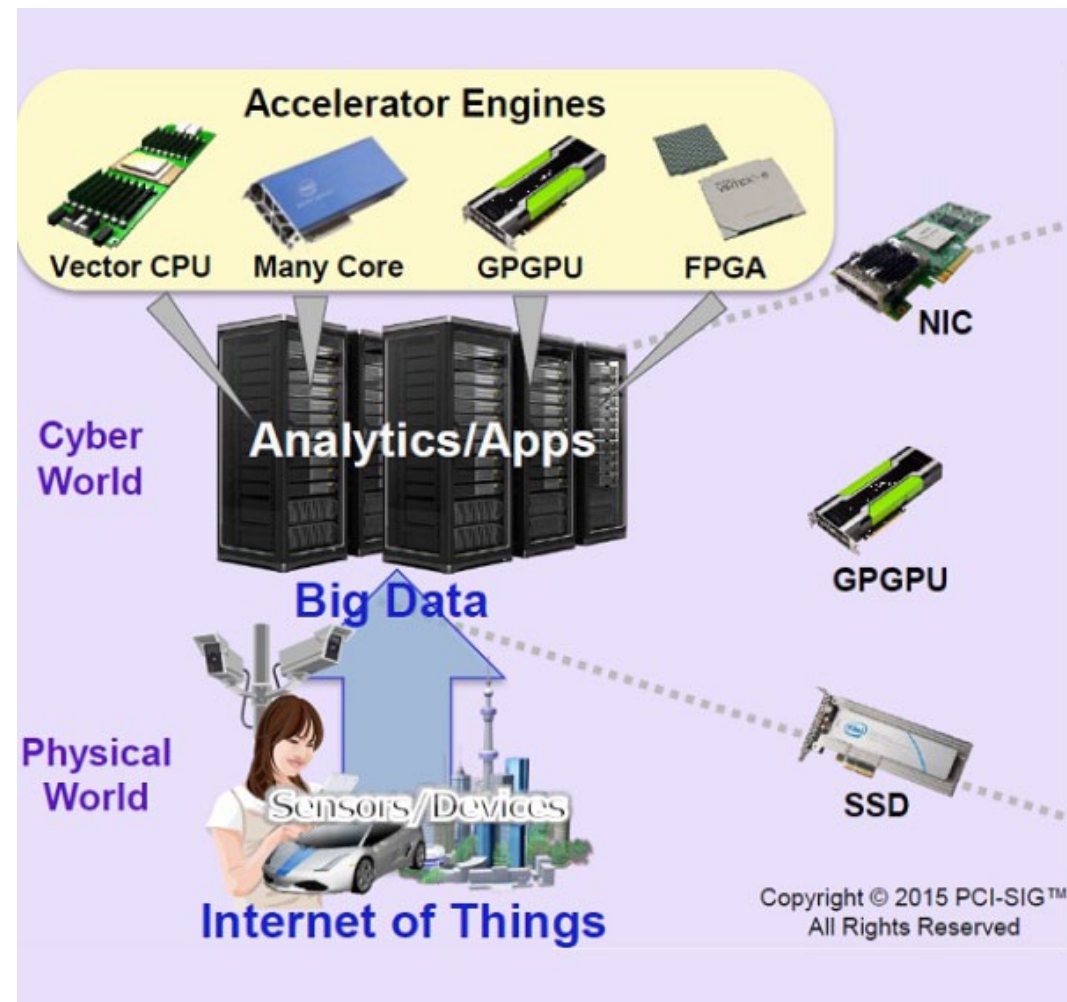 Accelerator Engines
Vector CPU
Many Core
GPGPU
FPGA
NIC
Cyber
World
Analytics/Apps
GPGPU
Big Data
Physical
World
Sensors/Devices
SSD
Internet of Things
Copyright © 2015 PCI-SIG™
All Rights Reserved